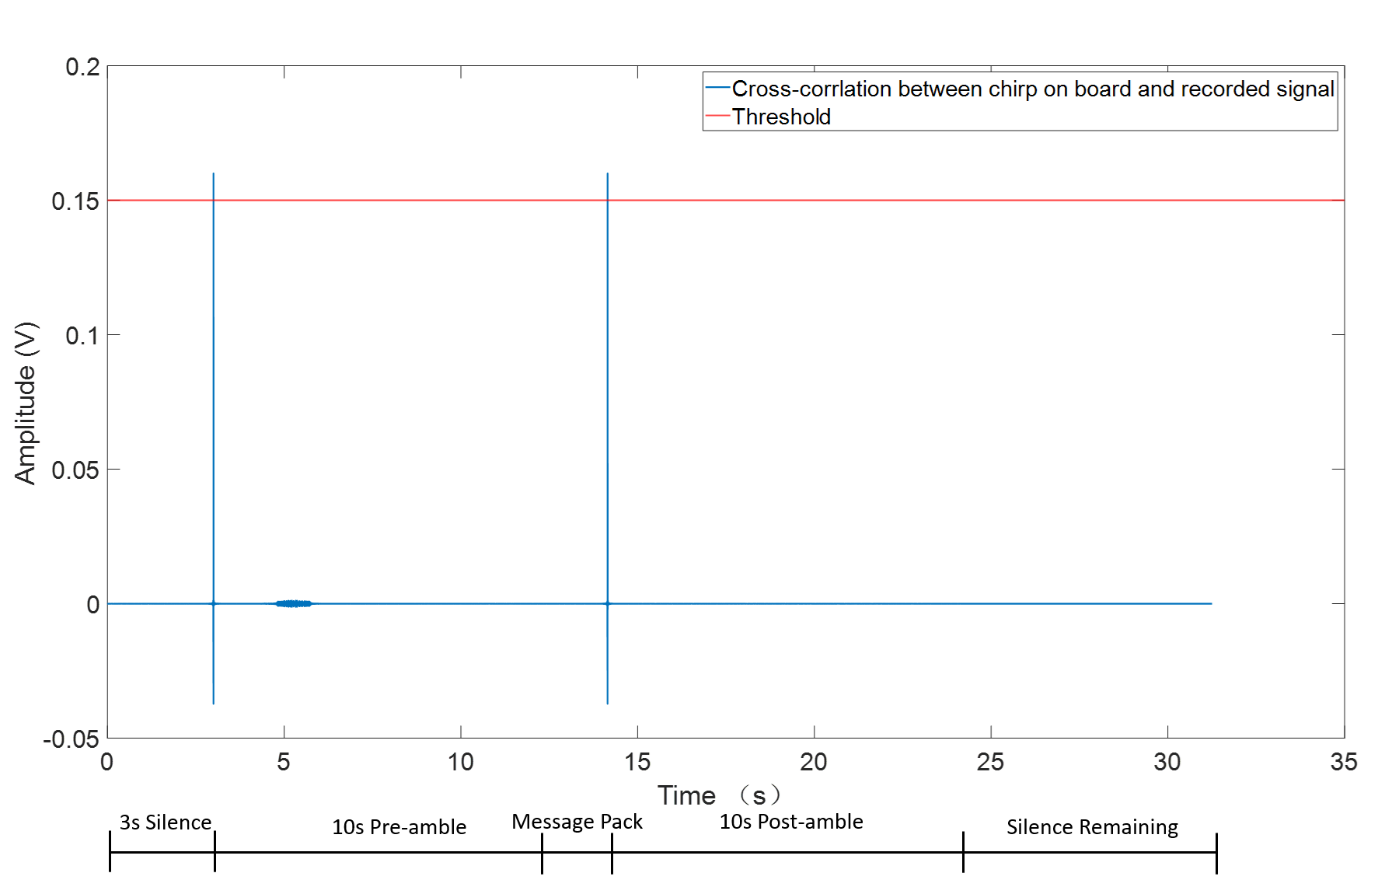 0.2
Cross-corrlation between chirp on board and recorded signal
Threshold
0.15
0.1
0.05
0
-0.05
Amplitude (V)
0 5 10 15 20 25 30 35
Time （s）
3s Silence 10s Pre-amble Message Pack 10s Post-amble Silence Remaining